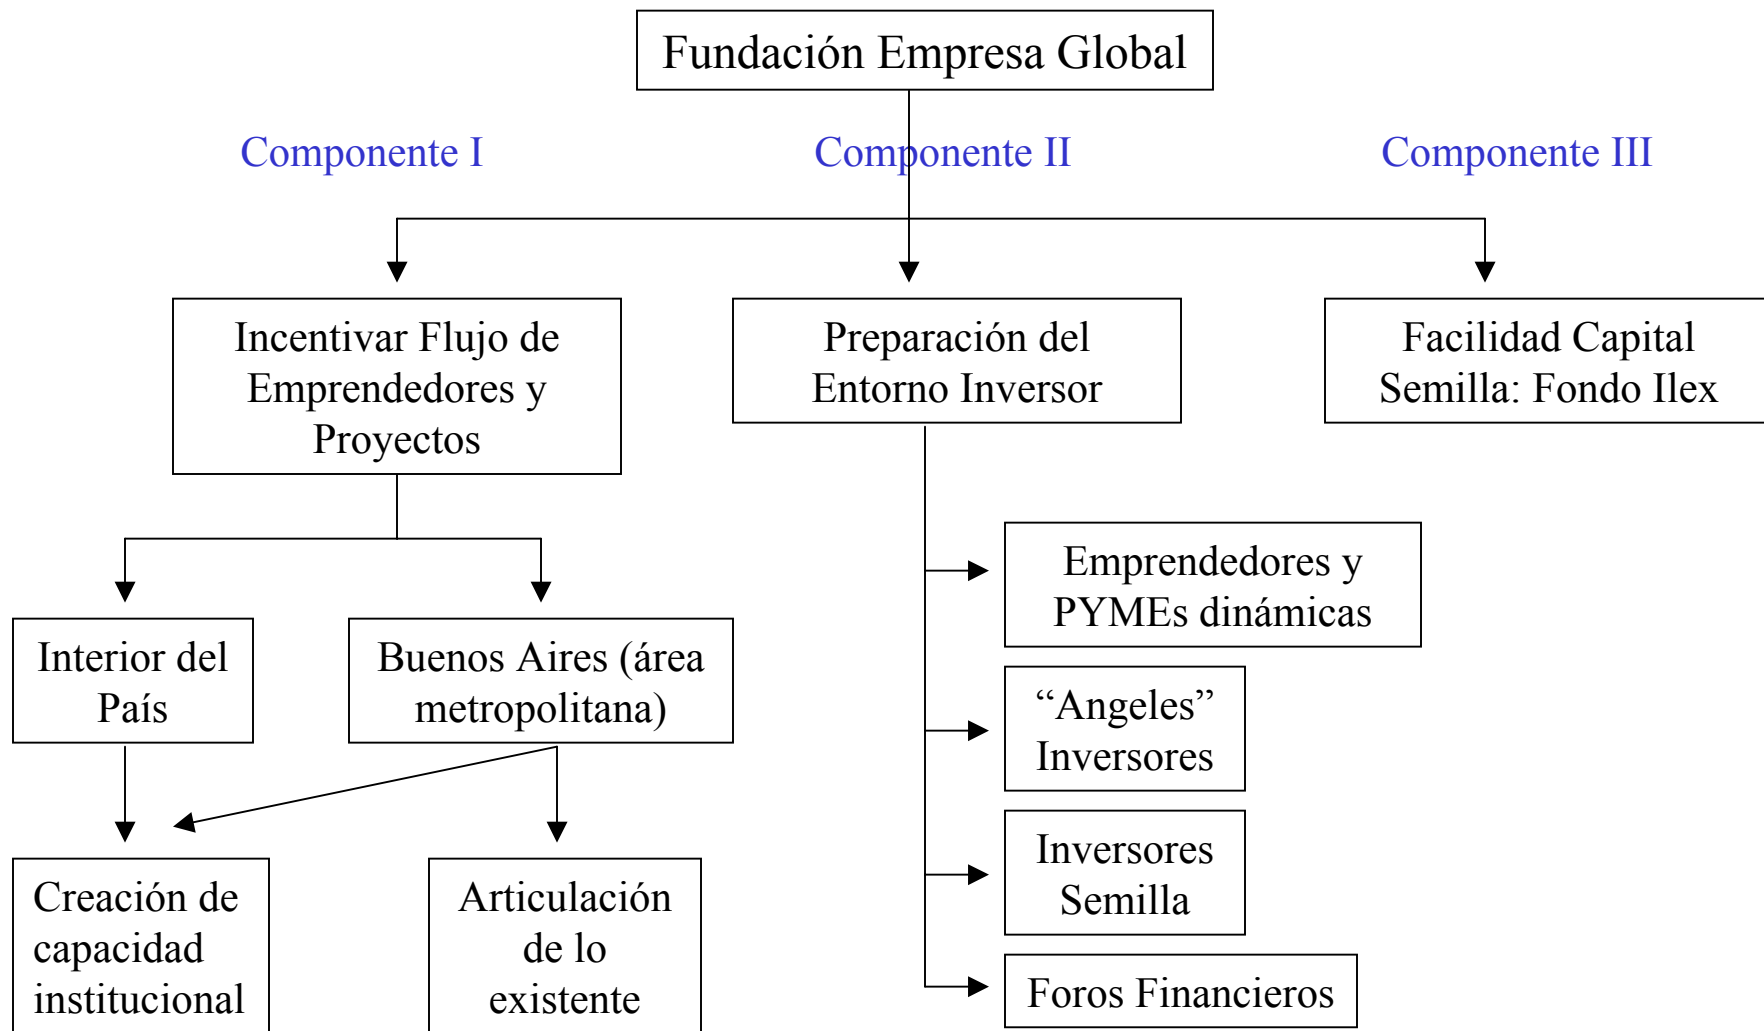 Fundación Empresa Global
Componente I
Componente II
Componente III
Incentivar Flujo de
Emprendedores y
Proyectos
Preparación del
Entorno Inversor
Facilidad Capital
Semilla: Fondo Ilex
Interior del
País
Buenos Aires (área
metropolitana)
Creación de
capacidad
institucional
Articulación
de lo
existente
Emprendedores y
PYMEs dinámicas
“Angeles”
Inversores
Inversores
Semilla
Foros Financieros